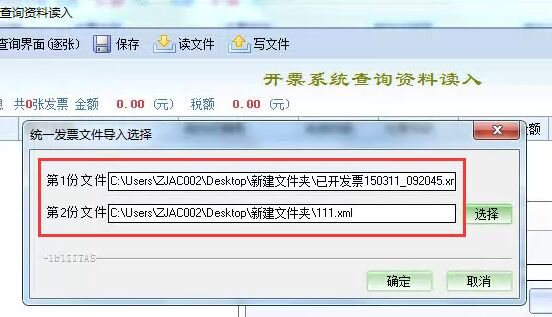 查询资料读入
查询界面(逐张) 保存 读文件 写文件
开票系统查询资料读入
息 共0张发票 金额 0.00 (元) 税额 0.00 (元)
额
统一发票文件导入选择
第1份文件 C:\Users\ZJAC002\Desktop\新建文件夹\已开发票150311_092045.xr
第2份文件 C:\Users\ZJAC002\Desktop\新建文件夹\111.xml 选择
确定 取消